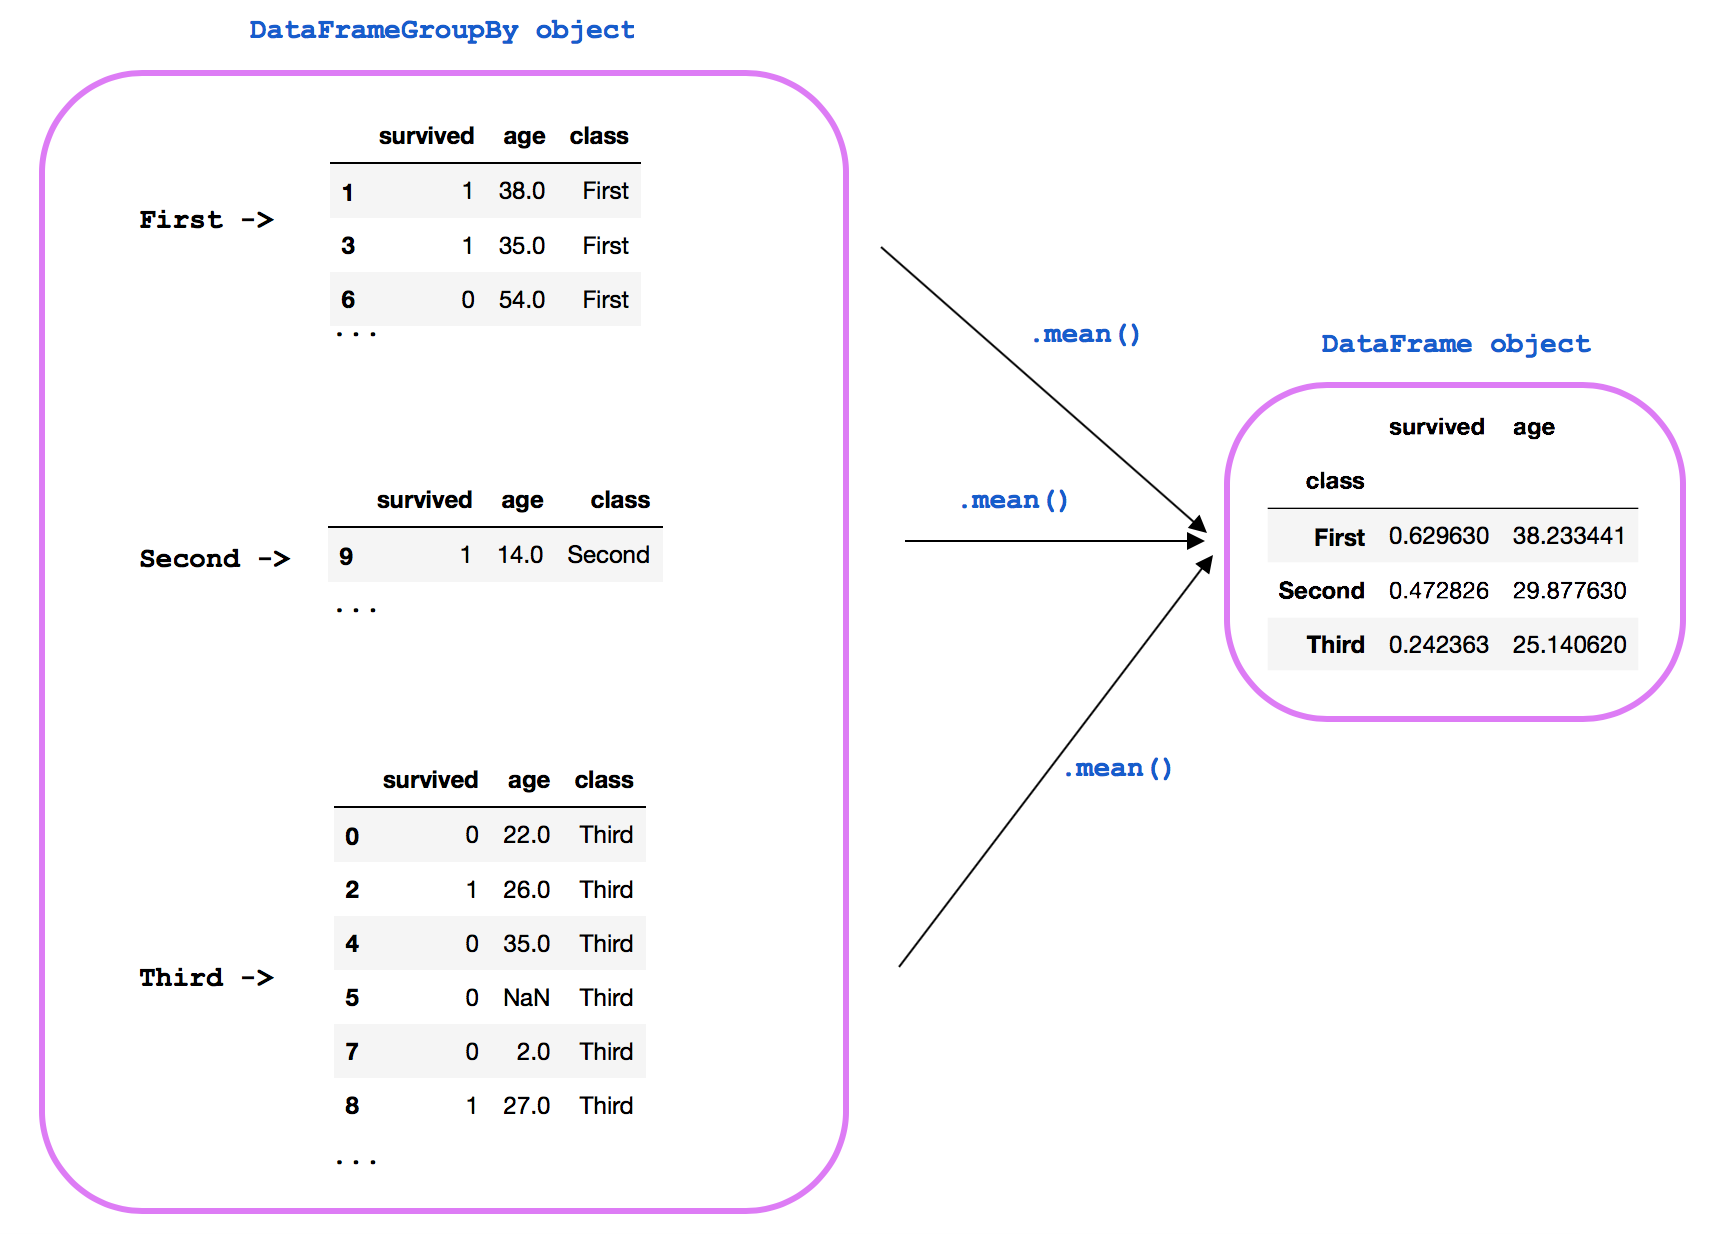 DataFrameGroupBy object
survived age class
First ->
1 1 38.0 First
3 1 35.0 First
6 0 54.0 First
...
survived age class
Second ->
9 1 14.0 Second
...
survived age class
Third ->
0 0 22.0 Third
2 1 26.0 Third
4 0 35.0 Third
5 0 NaN Third
7 0 2.0 Third
8 1 27.0 Third
...
.mean()
.mean()
.mean()
DataFrame object
survived age
class
First 0.629630 38.233441
Second 0.472826 29.877630
Third 0.242363 25.140620